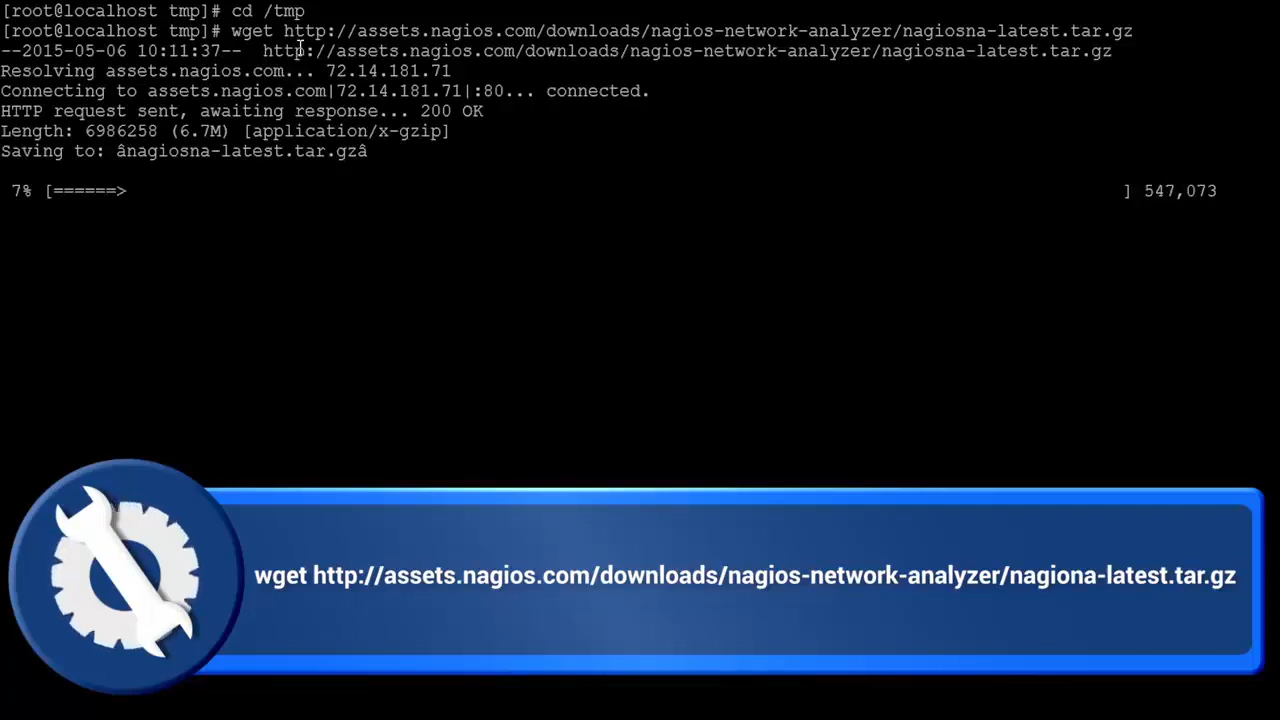 [root@localhost tmp]# cd /tmp
[root@localhost tmp]# wget http://assets.nagios.com/downloads/nagios-network-analyzer/nagiosna-latest.tar.gz
--2015-05-06 10:11:37--  http://assets.nagios.com/downloads/nagios-network-analyzer/nagiosna-latest.tar.gz
Resolving assets.nagios.com... 72.14.181.71
Connecting to assets.nagios.com|72.14.181.71|:80... connected.
HTTP request sent, awaiting response... 200 OK
Length: 6986258 (6.7M) [application/x-gzip]
Saving to: ânagiosna-latest.tar.gzâ
7% [======> ] 547,073
wget http://assets.nagios.com/downloads/nagios-network-analyzer/nagiona-latest.tar.gz